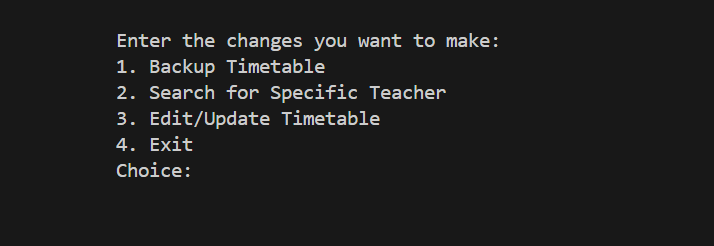 Enter the changes you want to make:
1. Backup Timetable
2. Search for Specific Teacher
3. Edit/Update Timetable
4. Exit
Choice: